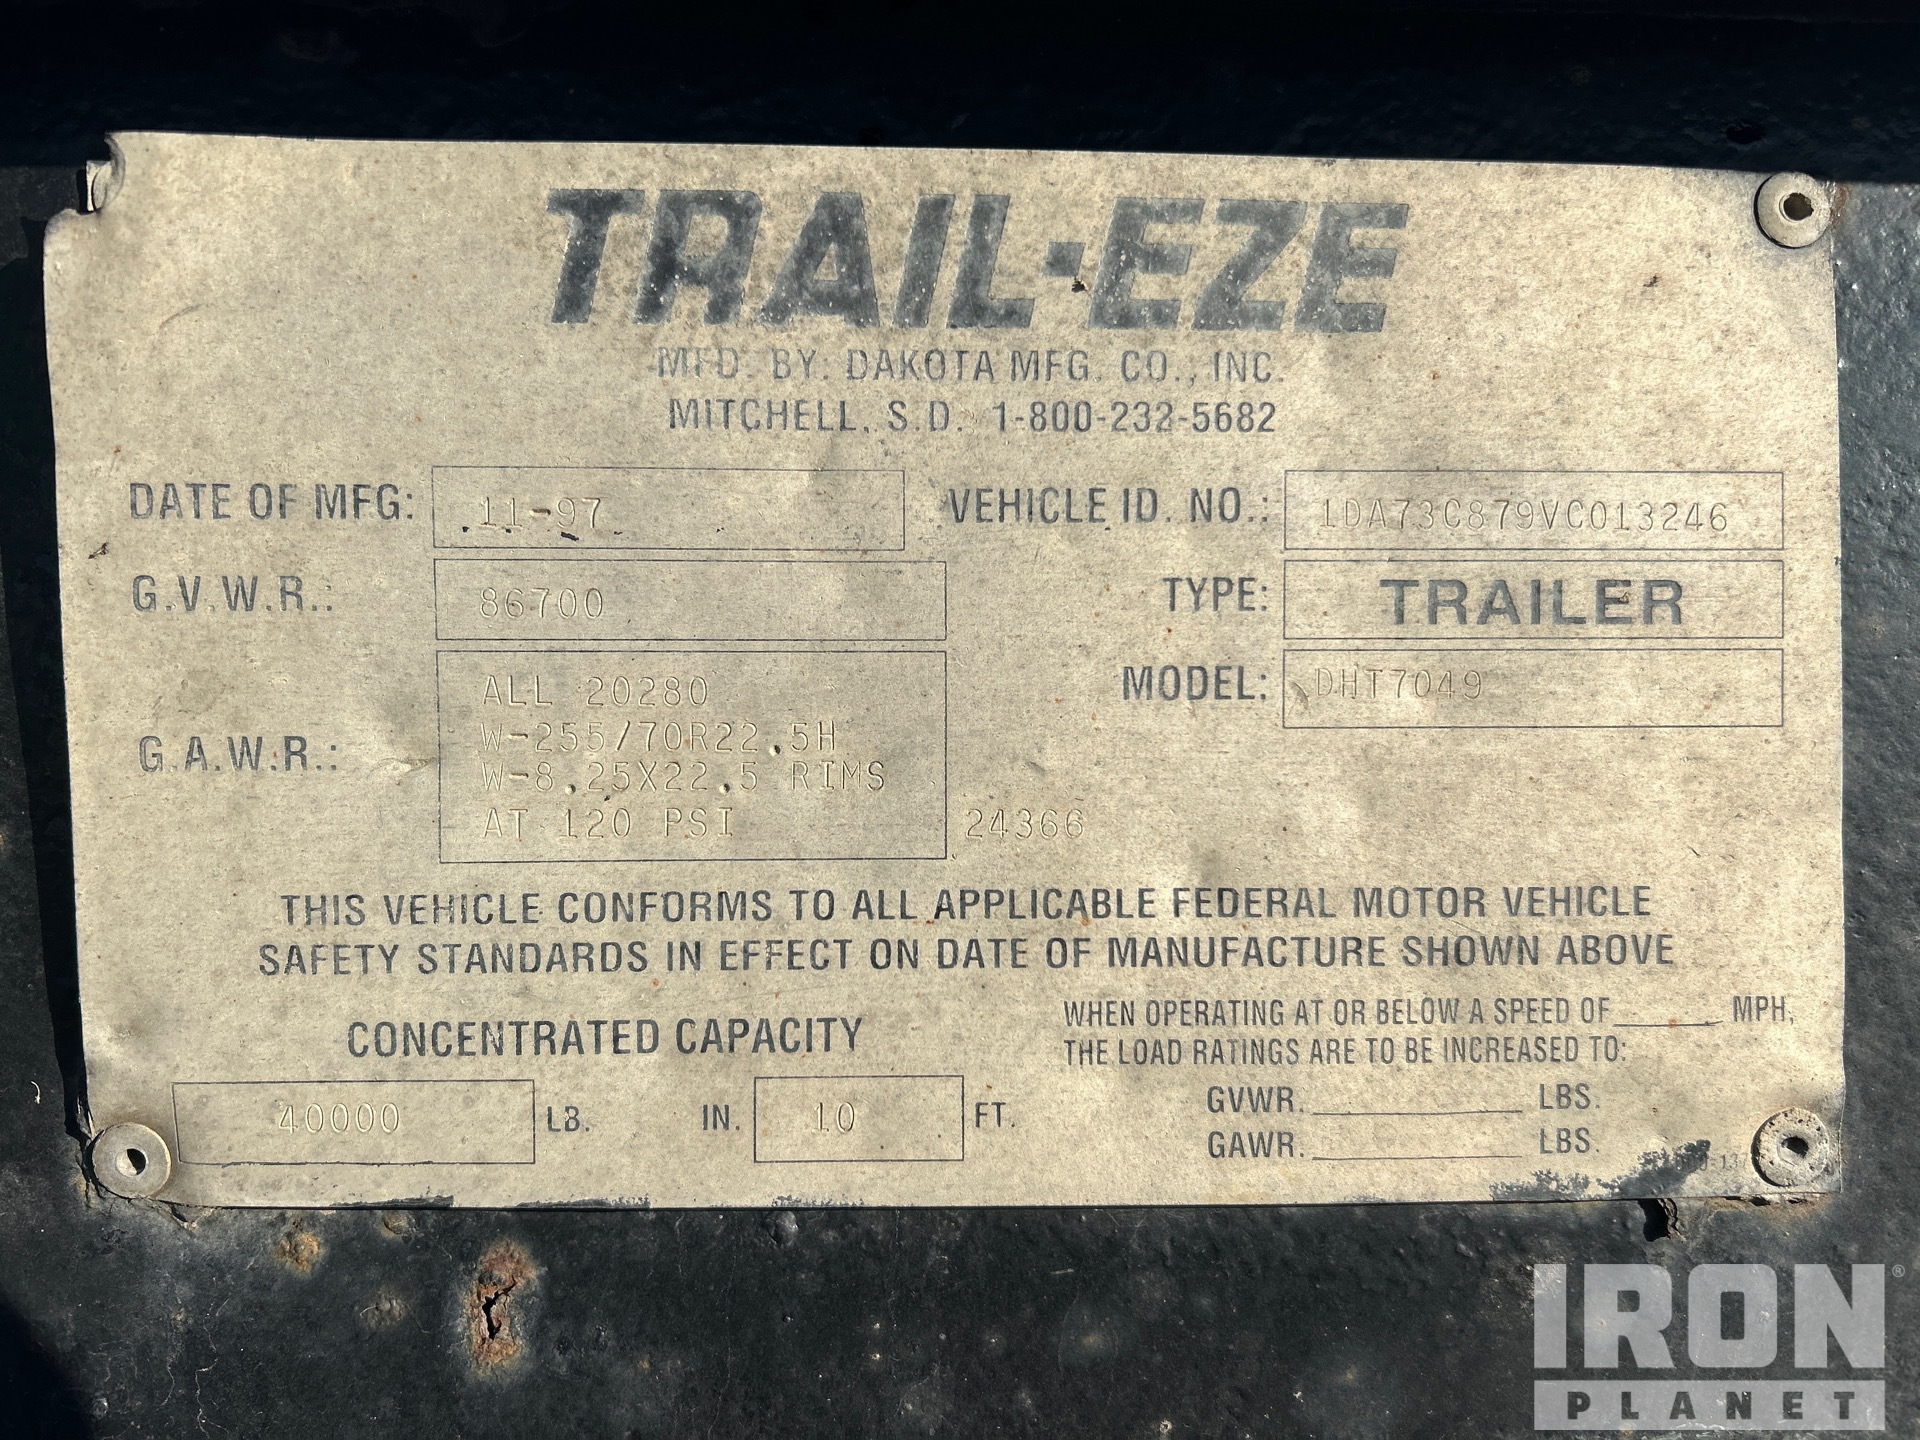 TRAIL-EZE
MFD. BY: DAKOTA MFG. CO., INC.
MITCHELL, S.D. 1-800-232-5682
DATE OF MFG: 11-97 VEHICLE ID. NO.: 1DA73C879VC013246
G.V.W.R.: 86700 TYPE: TRAILER
MODEL: DHT7049
G.A.W.R.: ALL 20280
W-255/70R22.5H
W-8.25X22.5 RIMS
AT 120 PSI 24366
THIS VEHICLE CONFORMS TO ALL APPLICABLE FEDERAL MOTOR VEHICLE
SAFETY STANDARDS IN EFFECT ON DATE OF MANUFACTURE SHOWN ABOVE
CONCENTRATED CAPACITY
40000 LB. IN. 10 FT.
WHEN OPERATING AT OR BELOW A SPEED OF______ MPH,
THE LOAD RATINGS ARE TO BE INCREASED TO:
GVWR.____________ LBS.
GAWR.____________ LBS.
IRON®
PLANET